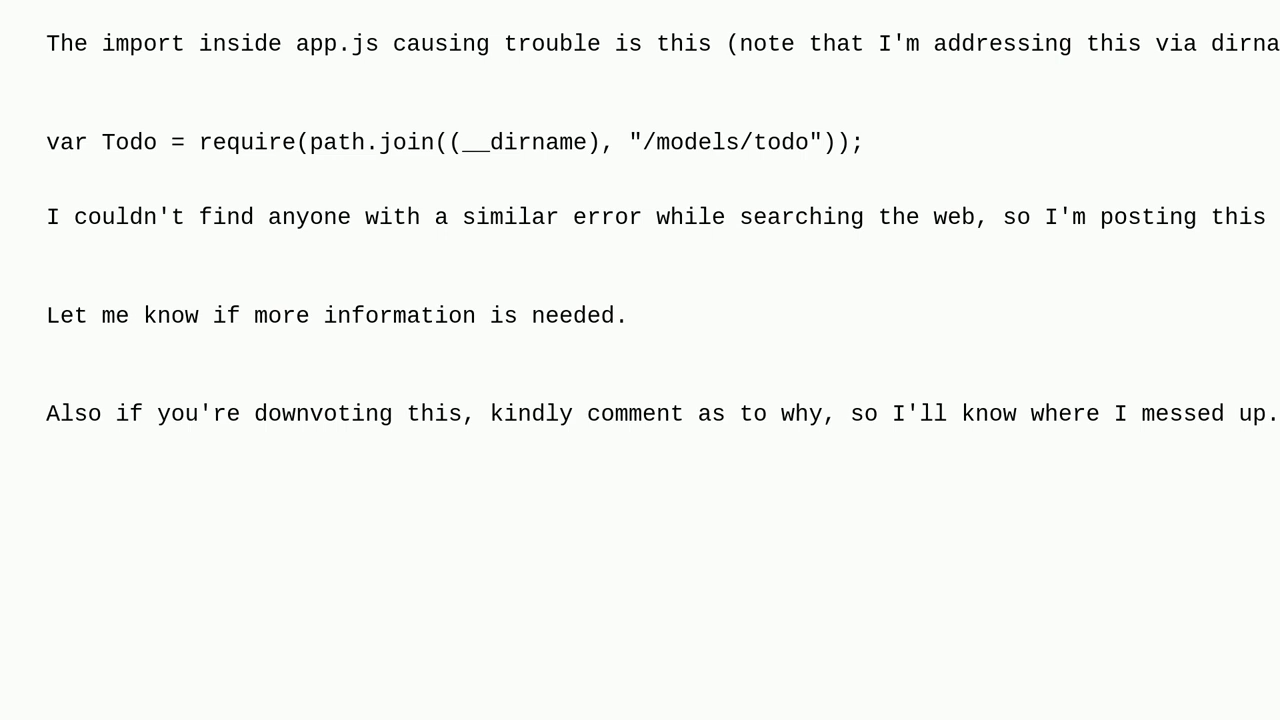 The import inside app.js causing trouble is this (note that I'm addressing this via dirna
var Todo = require(path.join((__dirname), "/models/todo"));
I couldn't find anyone with a similar error while searching the web, so I'm posting this
Let me know if more information is needed.
Also if you're downvoting this, kindly comment as to why, so I'll know where I messed up.